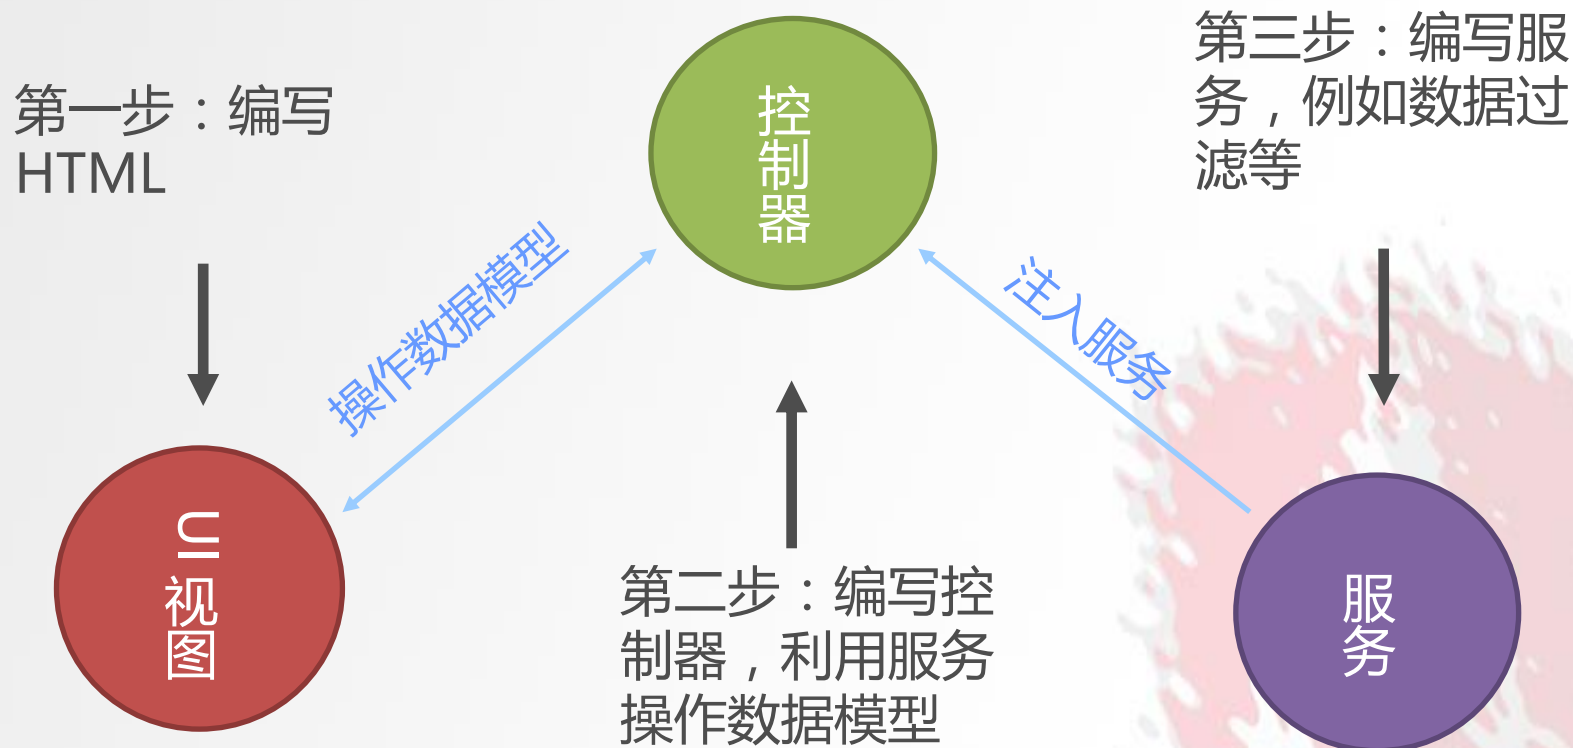 第一步：编写
HTML
控制器
第三步：编写服
务，例如数据过
滤等
操作数据模型
注入服务
UI视图
第二步：编写控
制器，利用服务
操作数据模型
服务